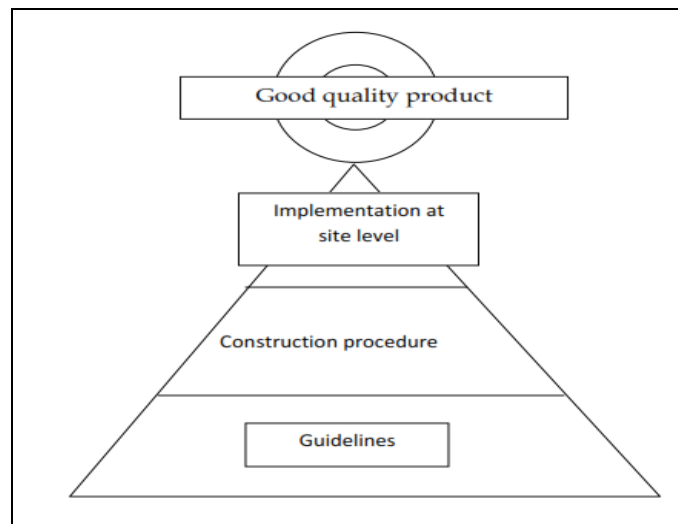 Good quality product
Implementation at
site level
Construction procedure
Guidelines